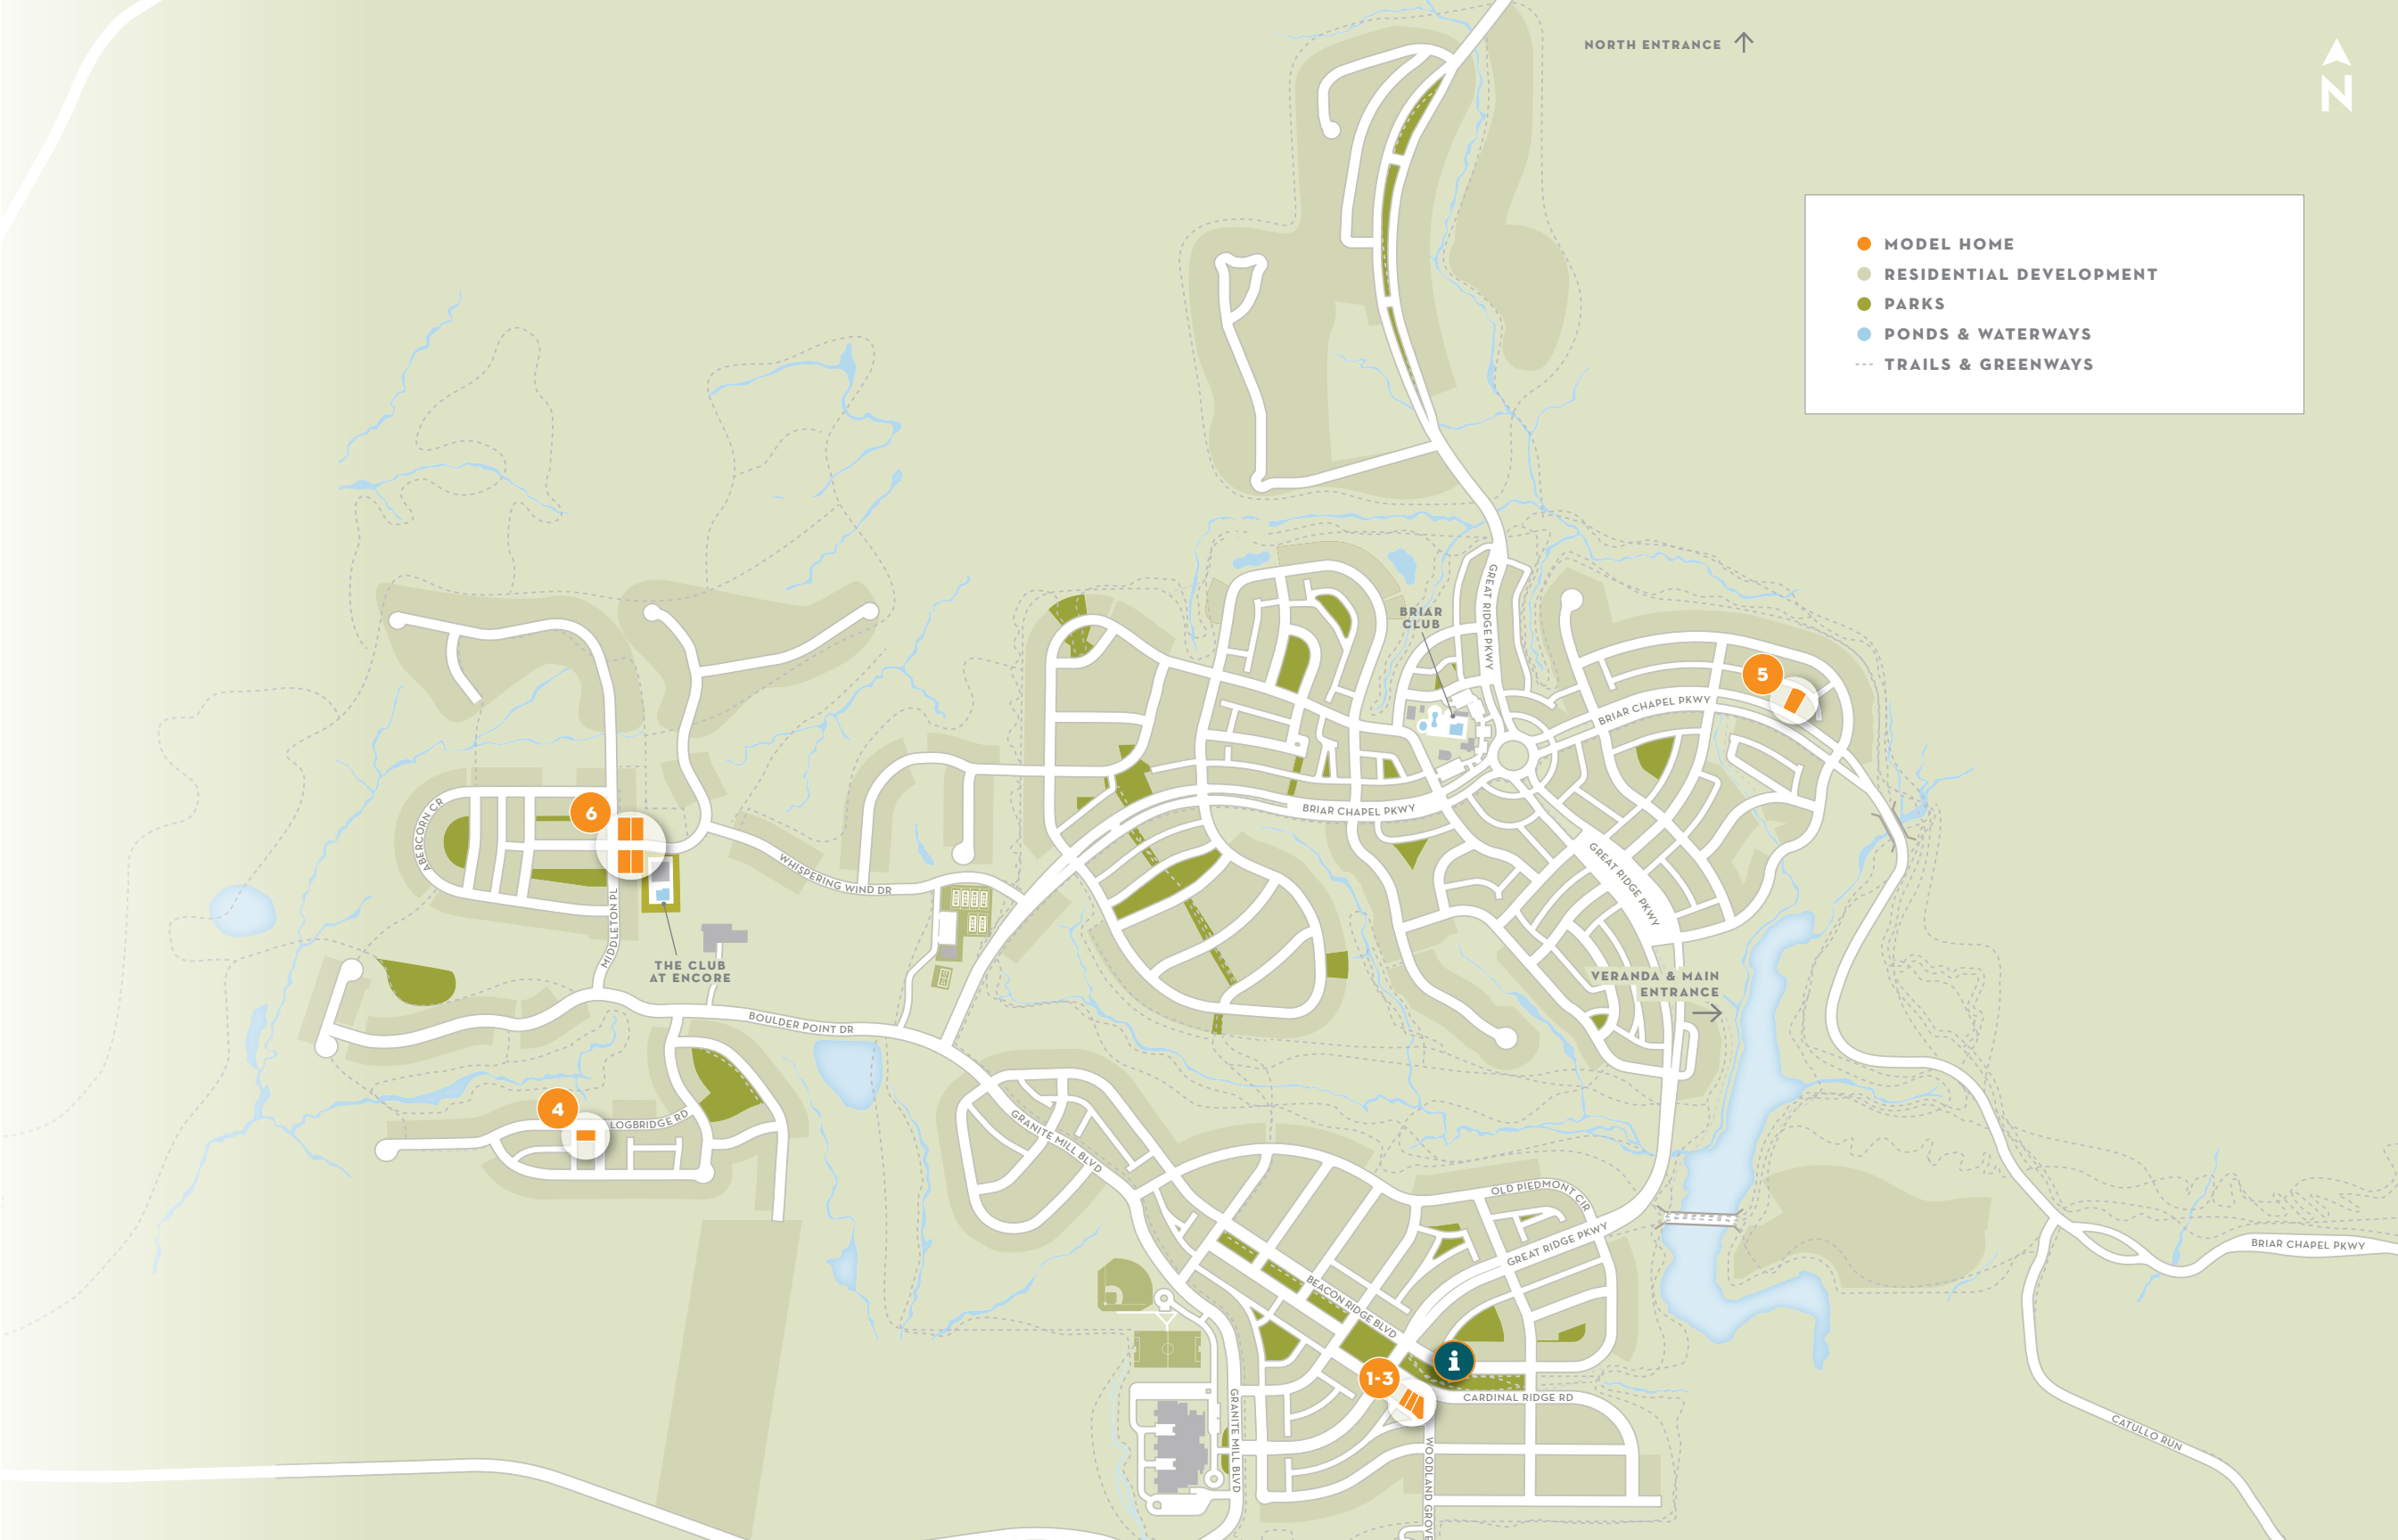 NORTH ENTRANCE
N
MODEL HOME
RESIDENTIAL DEVELOPMENT
PARKS
PONDS & WATERWAYS
TRAILS & GREENWAYS
GREAT RIDGE PKWY
BRIAR
CLUB
5
BRIAR CHAPEL PKWY
6
ABERCORN CR
BRIAR CHAPEL PKWY
WHISPERING WIND DR
GREAT RIDGE PKWY
MIDDLETON PL
THE CLUB
AT ENCORE
VERANDA & MAIN
ENTRANCE
BOULDER POINT DR
4
LOGBRIDGE RD
GRANITE MILL BLVD
OLD PIEDMONT CIR
GREAT RIDGE PKWY
BRIAR CHAPEL PKWY
BEACON RIDGE BLVD
i
1-3
CARDINAL RIDGE RD
GRANITE MILL BLVD
WOODLAND GROVE
CATULLO RUN